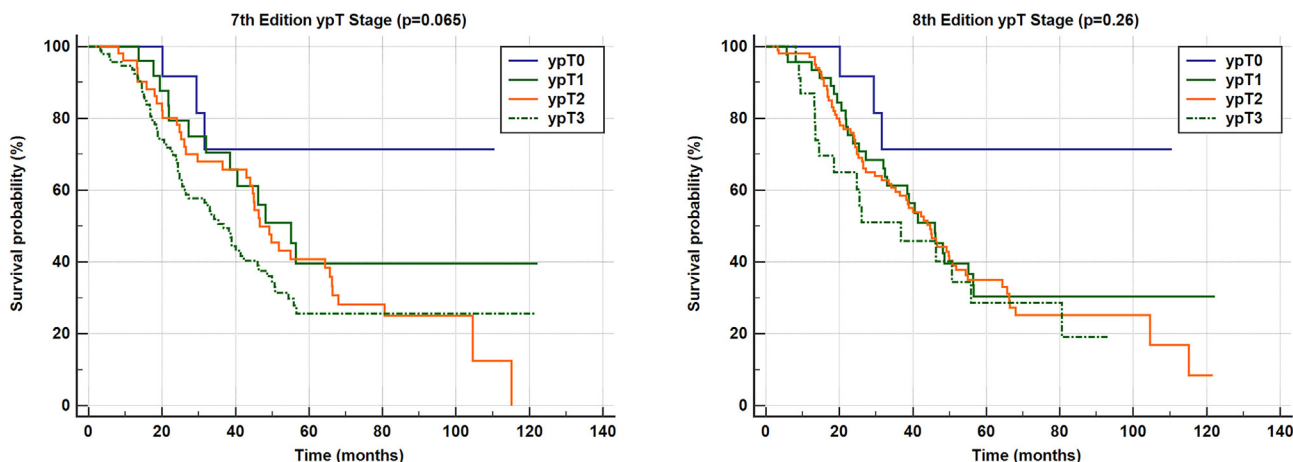 7th Edition ypT Stage (p=0.065)
100
80
60
40
20
0
Survival probability (%)
ypT0
ypT1
ypT2
ypT3
0 20 40 60 80 100 120 140
Time (months)
8th Edition ypT Stage (p=0.26)
100
80
60
40
20
0
Survival probability (%)
ypT0
ypT1
ypT2
ypT3
0 20 40 60 80 100 120 140
Time (months)